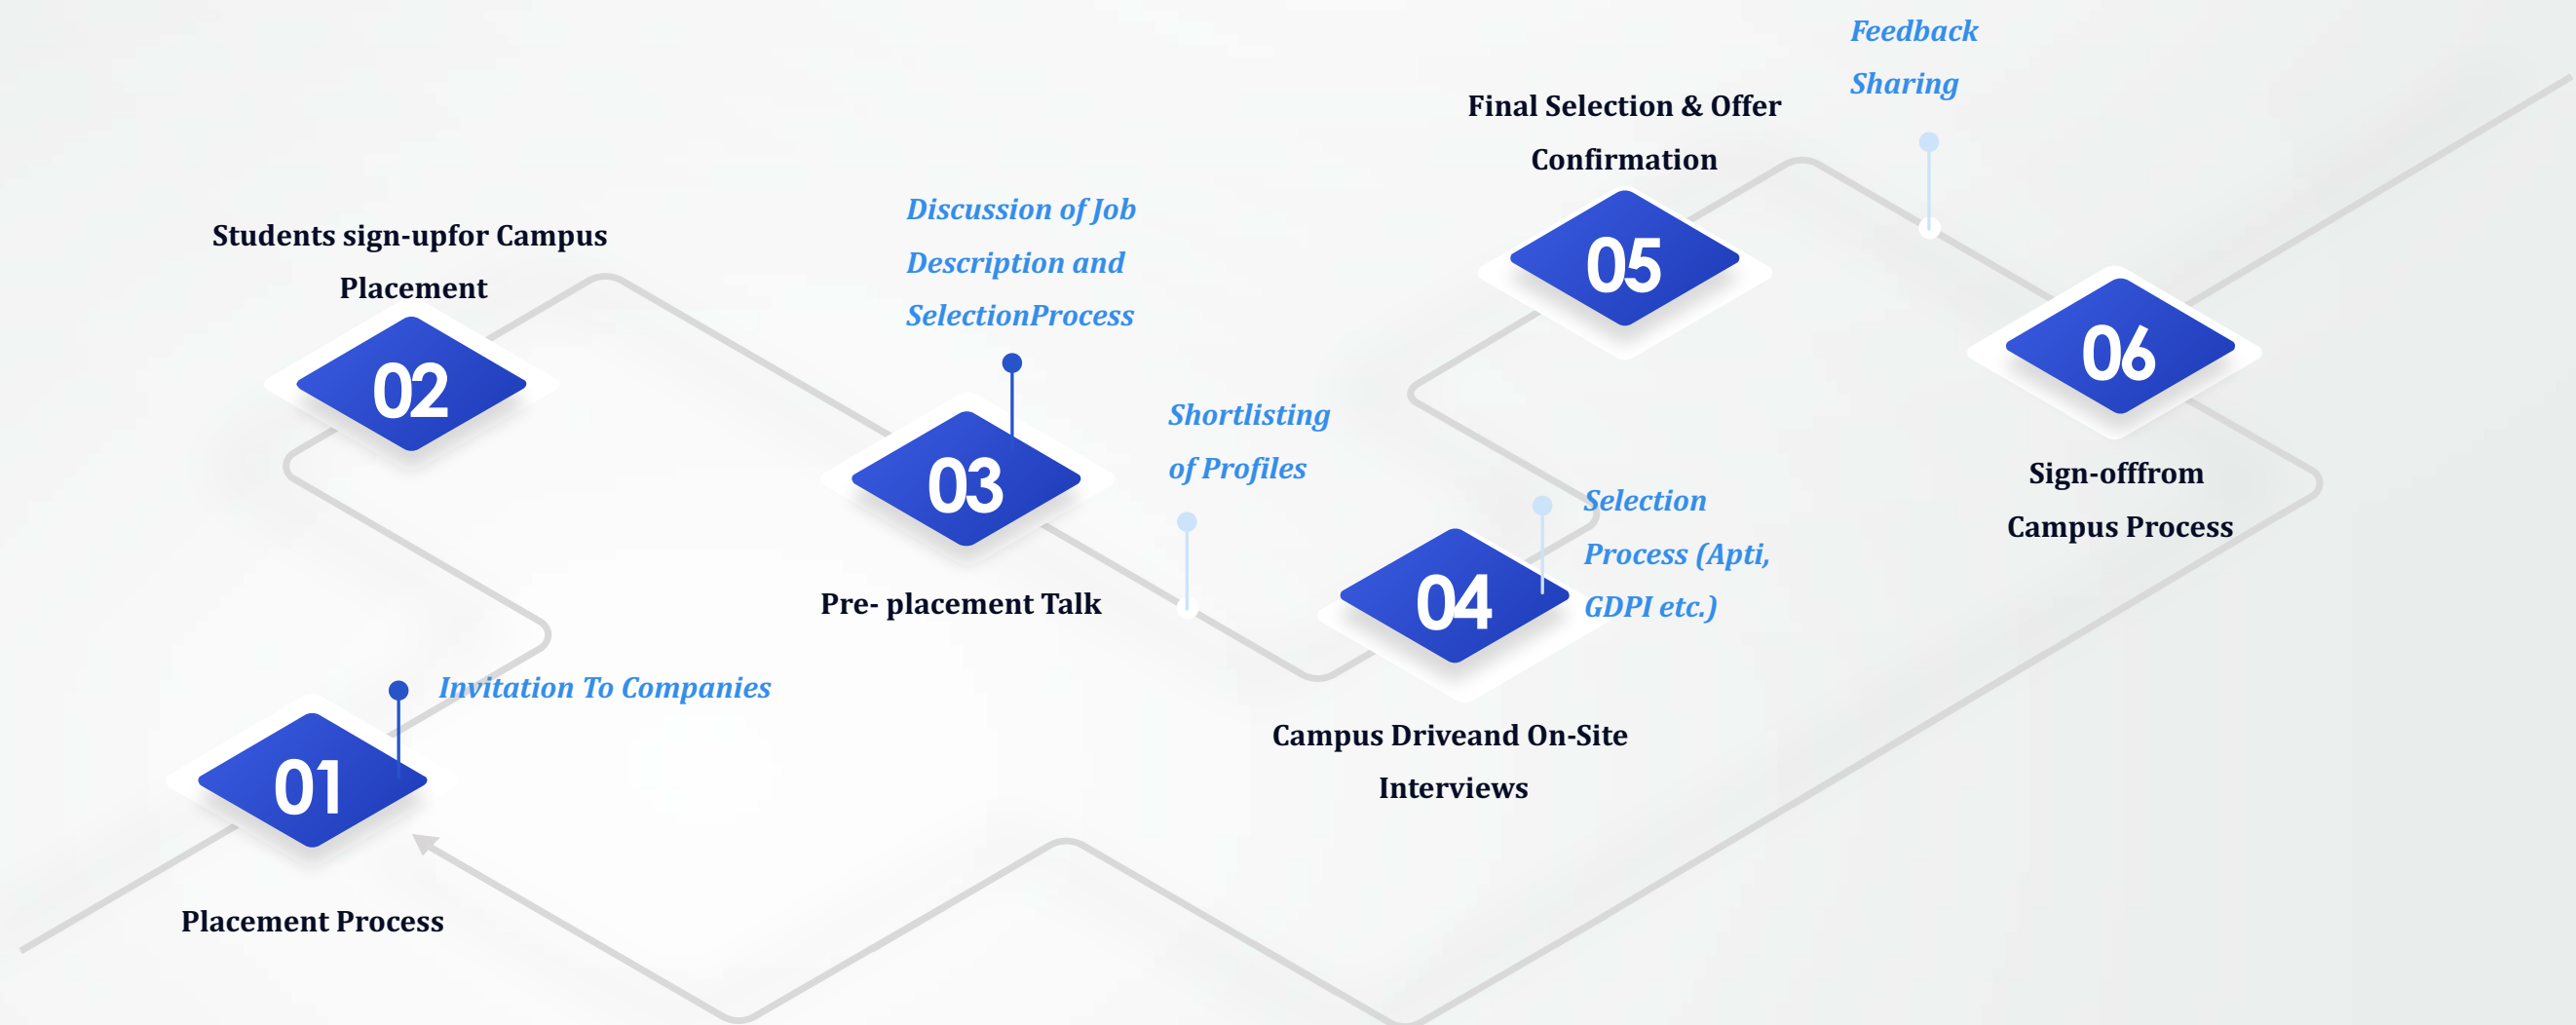 01
Invitation To Companies
Placement Process
Students sign-upfor Campus
Placement
02
Discussion of Job
Description and
SelectionProcess
03
Pre- placement Talk
Shortlisting
of Profiles
04
Selection
Process (Apti,
GDPI etc.)
Campus Driveand On-Site
Interviews
Final Selection & Offer
Confirmation
05
Feedback
Sharing
06
Sign-offfrom
Campus Process